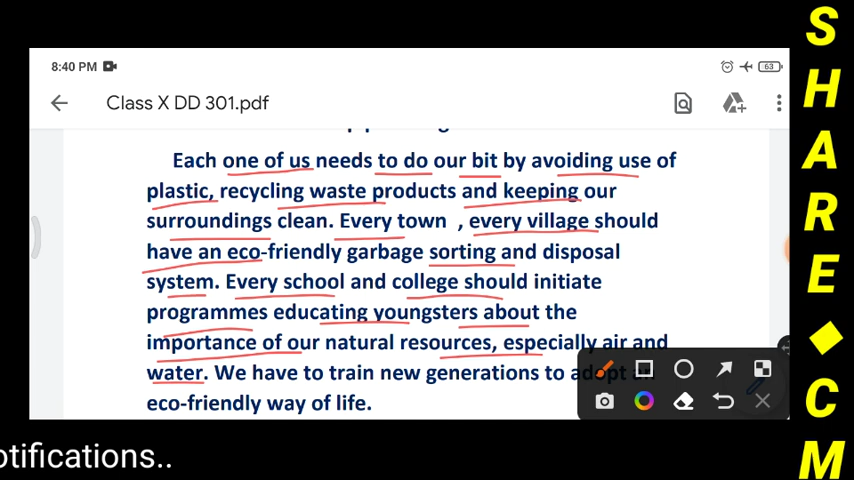 8:40 PM
63
Class X DD 301.pdf
Each one of us needs to do our bit by avoiding use of
plastic, recycling waste products and keeping our
surroundings clean. Every town , every village should
have an eco-friendly garbage sorting and disposal
system. Every school and college should initiate
programmes educating youngsters about the
importance of our natural resources, especially air and
water. We have to train new generations to adopt an
eco-friendly way of life.
otifications..
SHARE◆CM